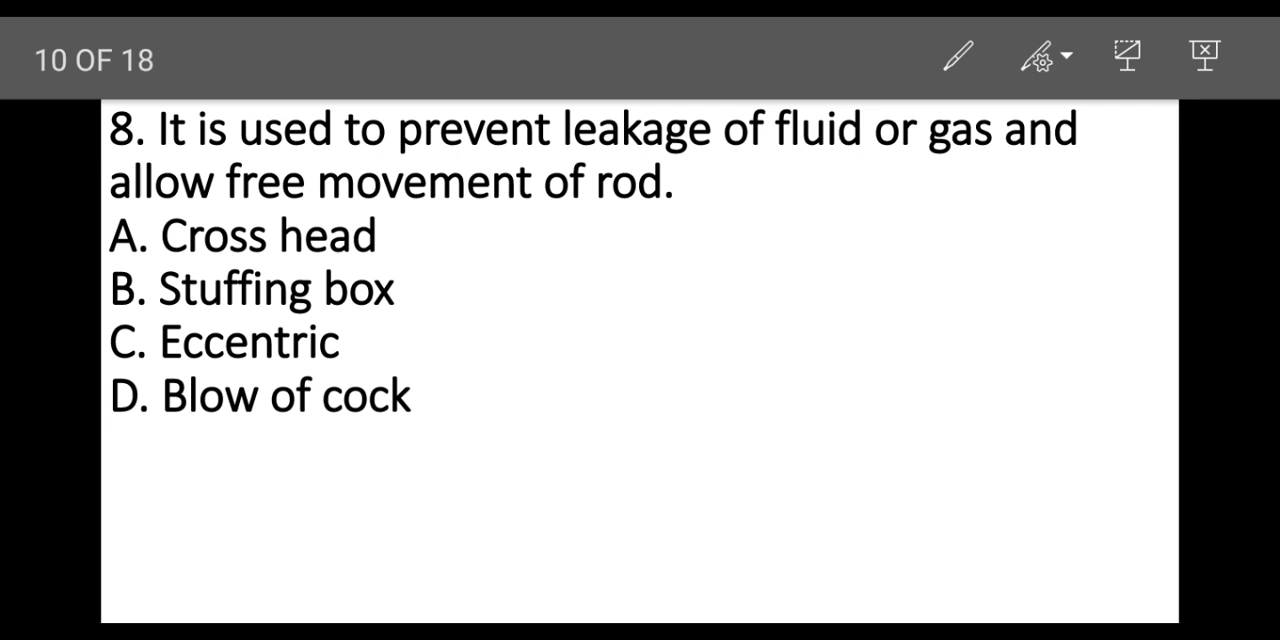 10 OF 18
8. It is used to prevent leakage of fluid or gas and
allow free movement of rod.
A. Cross head
B. Stuffing box
C. Eccentric
D. Blow of cock